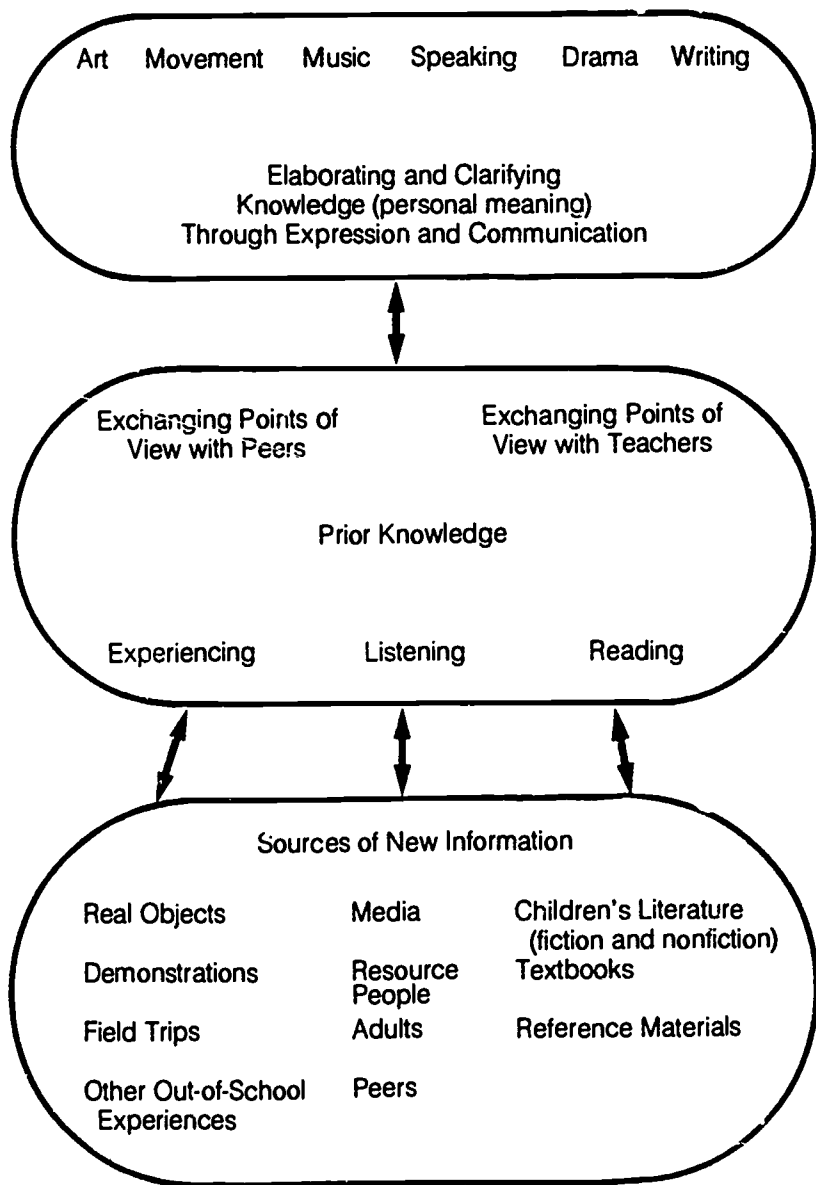 Art Movement Music Speaking Drama Writing
Elaborating and Clarifying
Knowledge (personal meaning)
Through Expression and Communication
Exchanging Points of
View with Peers
Exchanging Points of
View with Teachers
Prior Knowledge
Experiencing Listening Reading
Sources of New Information
Real Objects
Demonstrations
Field Trips
Other Out-of-School
Experiences
Media
Resource
People
Adults
Peers
Children's Literature
(fiction and nonfiction)
Textbooks
Reference Materials